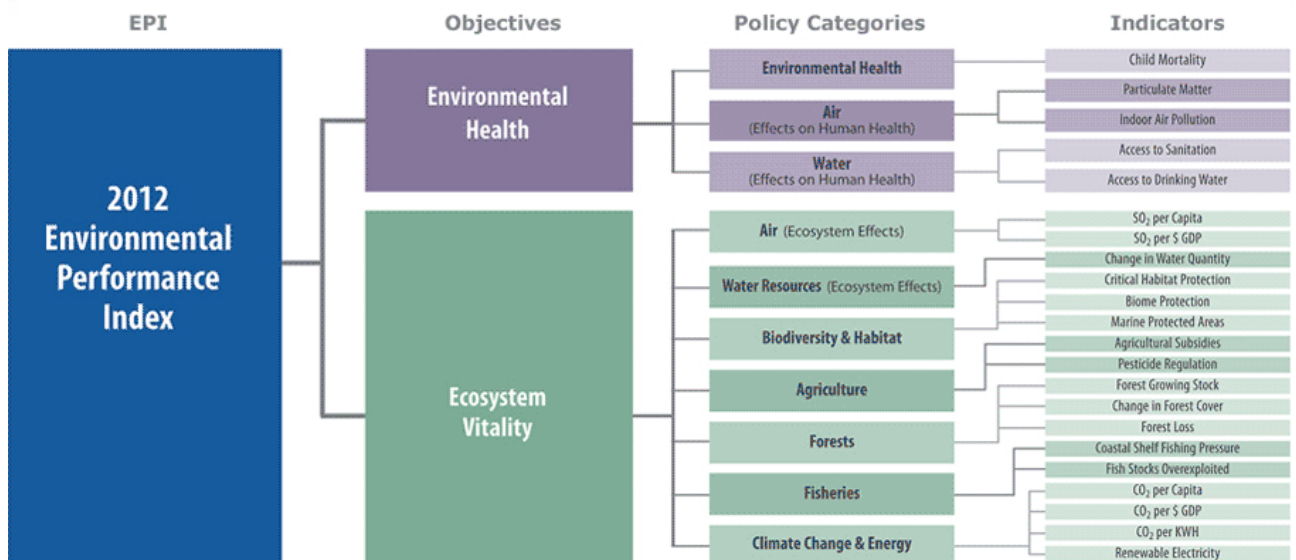 EPI
Objectives
Policy Categories
Indicators
2012
Environmental
Performance
Index
Environmental
Health
Ecosystem
Vitality
Environmental Health
Air
(Effects on Human Health)
Water
(Effects on Human Health)
Air (Ecosystem Effects)
Water Resources (Ecosystem Effects)
Biodiversity & Habitat
Agriculture
Forests
Fisheries
Climate Change & Energy
Child Mortality
Particulate Matter
Indoor Air Pollution
Access to Sanitation
Access to Drinking Water
SO₂ per Capita
SO₂ per $ GDP
Change in Water Quantity
Critical Habitat Protection
Biome Protection
Marine Protected Areas
Agricultural Subsidies
Pesticide Regulation
Forest Growing Stock
Change in Forest Cover
Forest Loss
Coastal Shelf Fishing Pressure
Fish Stocks Overexploited
CO₂ per Capita
CO₂ per $ GDP
CO₂ per KWH
Renewable Electricity